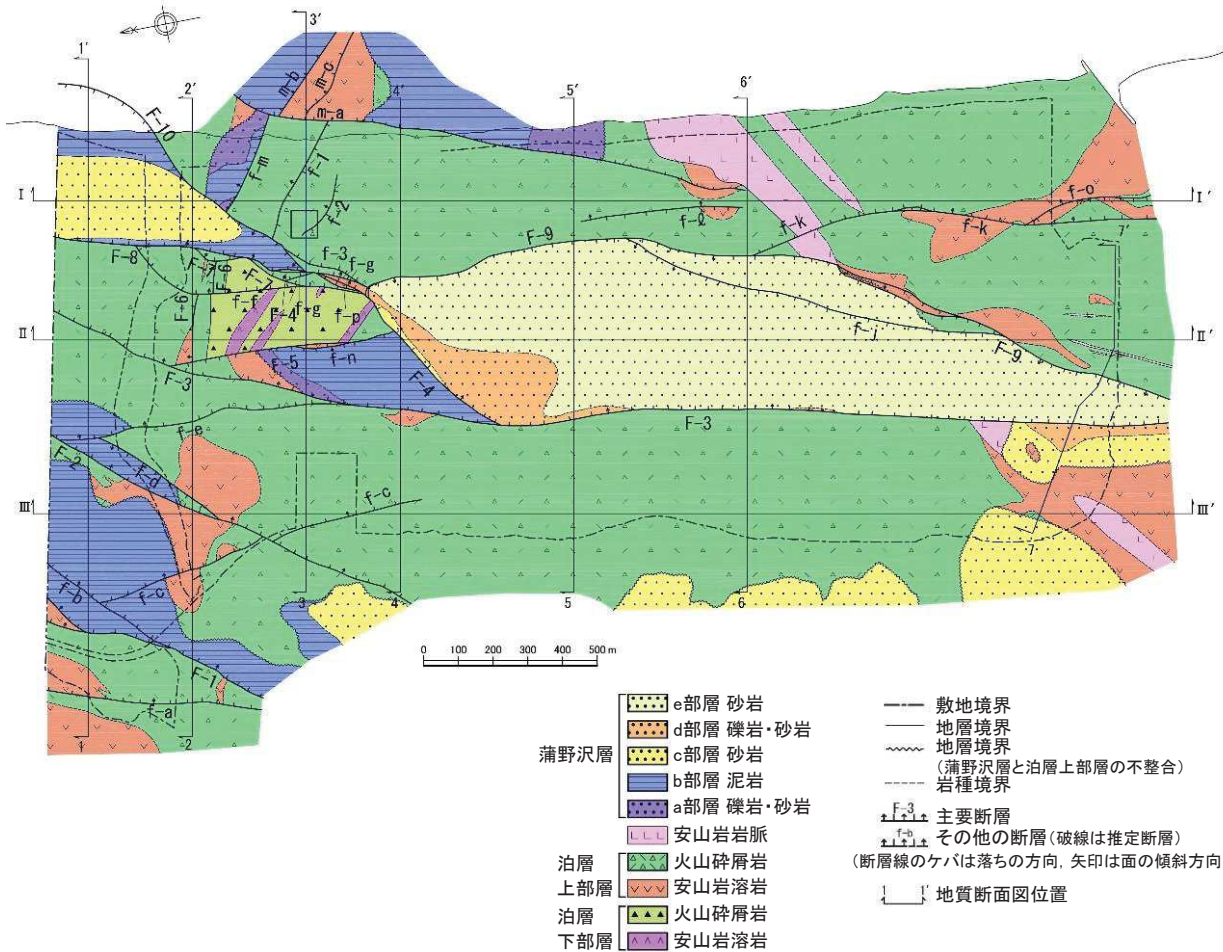 3'
1'
2'
4'
5'
6'
m-b
m-c
m-a
F-10
f-m
f-1
f-2
I
I'
f-o
f-k
7'
f-k
f-ℓ
F-9
F-8
F-7
F-6
f-3
f-g
F-6
f-f
F-4
f-g
f-p
II
II'
f-j
F-9
F-5
f-n
F-4
F-3
F-3
f-e
F-2
f-d
f-c
III
III'
7
f-b
f-c
3
4
5
6
F-1
f-a
1
2
0 100 200 300 400 500 m
蒲野沢層
e部層 砂岩
d部層 礫岩・砂岩
c部層 砂岩
b部層 泥岩
a部層 礫岩・砂岩
安山岩岩脈
泊層
上部層
火山砕屑岩
安山岩溶岩
泊層
下部層
火山砕屑岩
安山岩溶岩
敷地境界
地層境界
地層境界
(蒲野沢層と泊層上部層の不整合)
岩種境界
F-3 主要断層
f-b その他の断層(破線は推定断層)
(断層線のケバは落ちの方向, 矢印は面の傾斜方向
1 1' 地質断面図位置